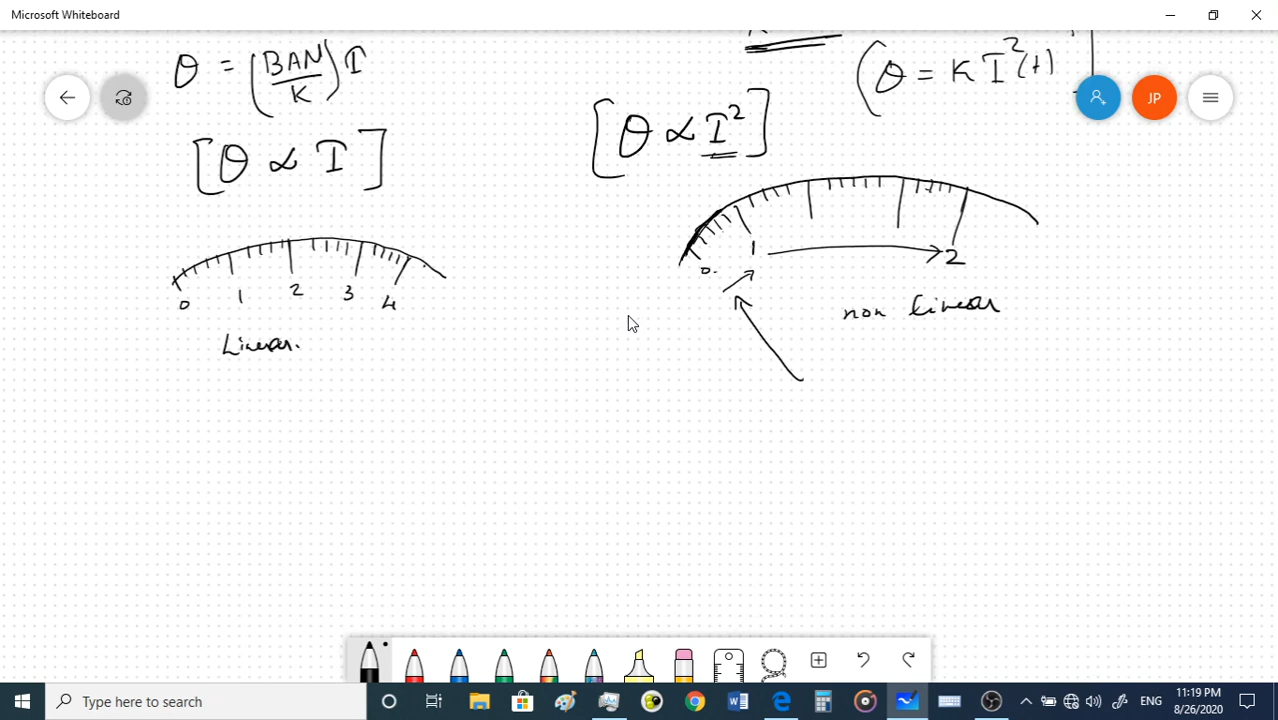 Microsoft Whiteboard
θ = (BAN/K) I
[θ ∝ I]
0 1 2 3 4
Linear.
(θ = K I²(t)
[θ ∝ I²]
0. 1 2
non linear
JP
Type here to search
ENG
11:19 PM
8/26/2020